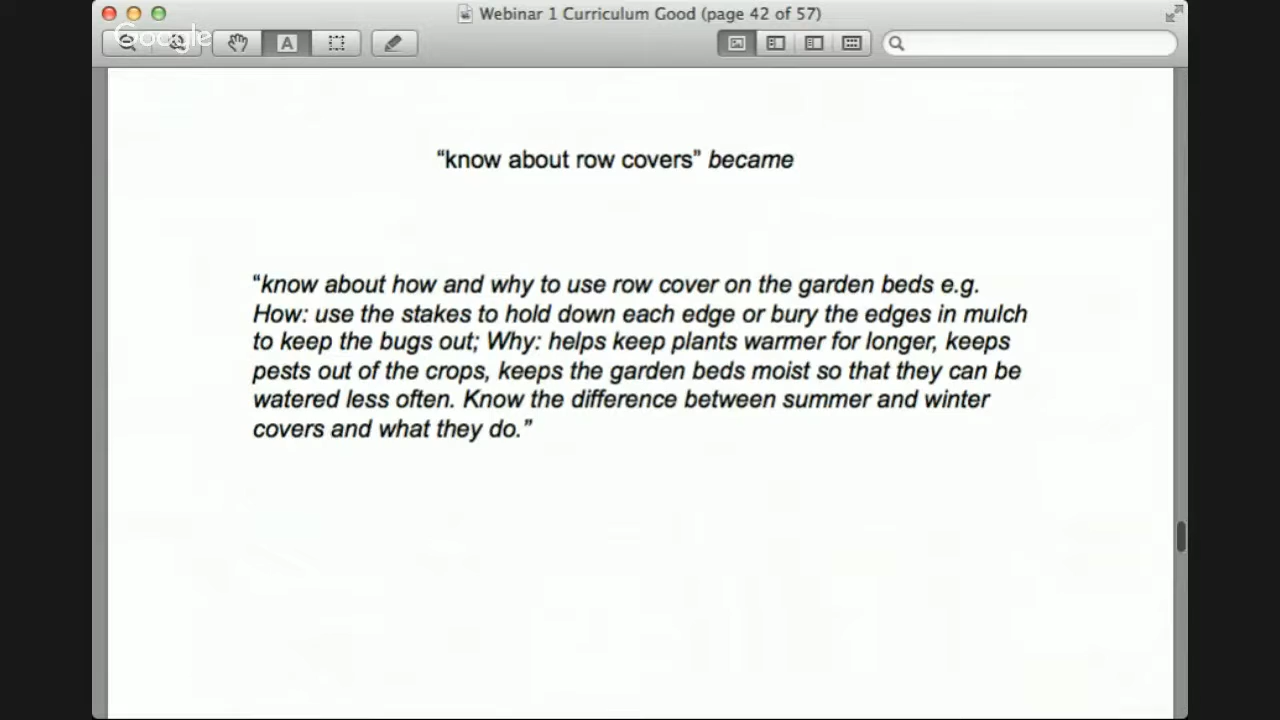 Webinar 1 Curriculum Good (page 42 of 57)
Google
A
“know about row covers” became
“know about how and why to use row cover on the garden beds e.g.
How: use the stakes to hold down each edge or bury the edges in mulch
to keep the bugs out; Why: helps keep plants warmer for longer, keeps
pests out of the crops, keeps the garden beds moist so that they can be
watered less often. Know the difference between summer and winter
covers and what they do.”